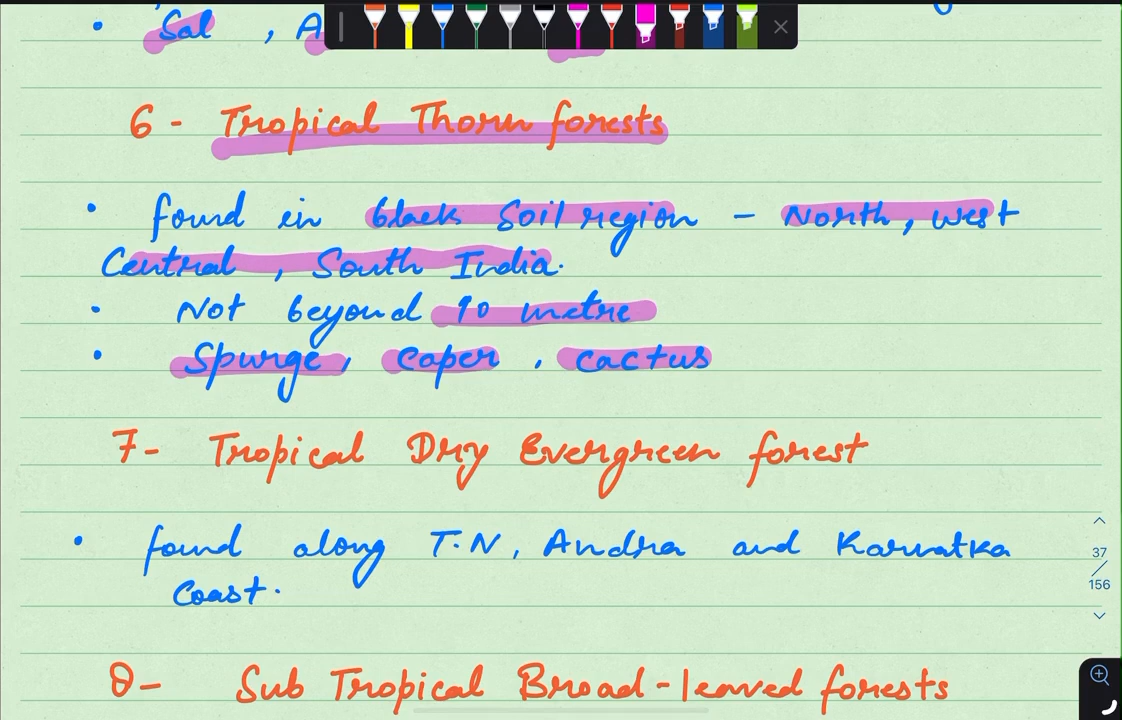 • Sal , A
6 - Tropical Thorn forests
• found in black Soil region - North, west
Central, South India.
• Not beyond 10 metre
• Spurge, caper, cactus
7- Tropical Dry Evergreen forest
• found along T.N, Andhra and Karnatka
Coast.
8- Sub Tropical Broad-leaved forests
37
156